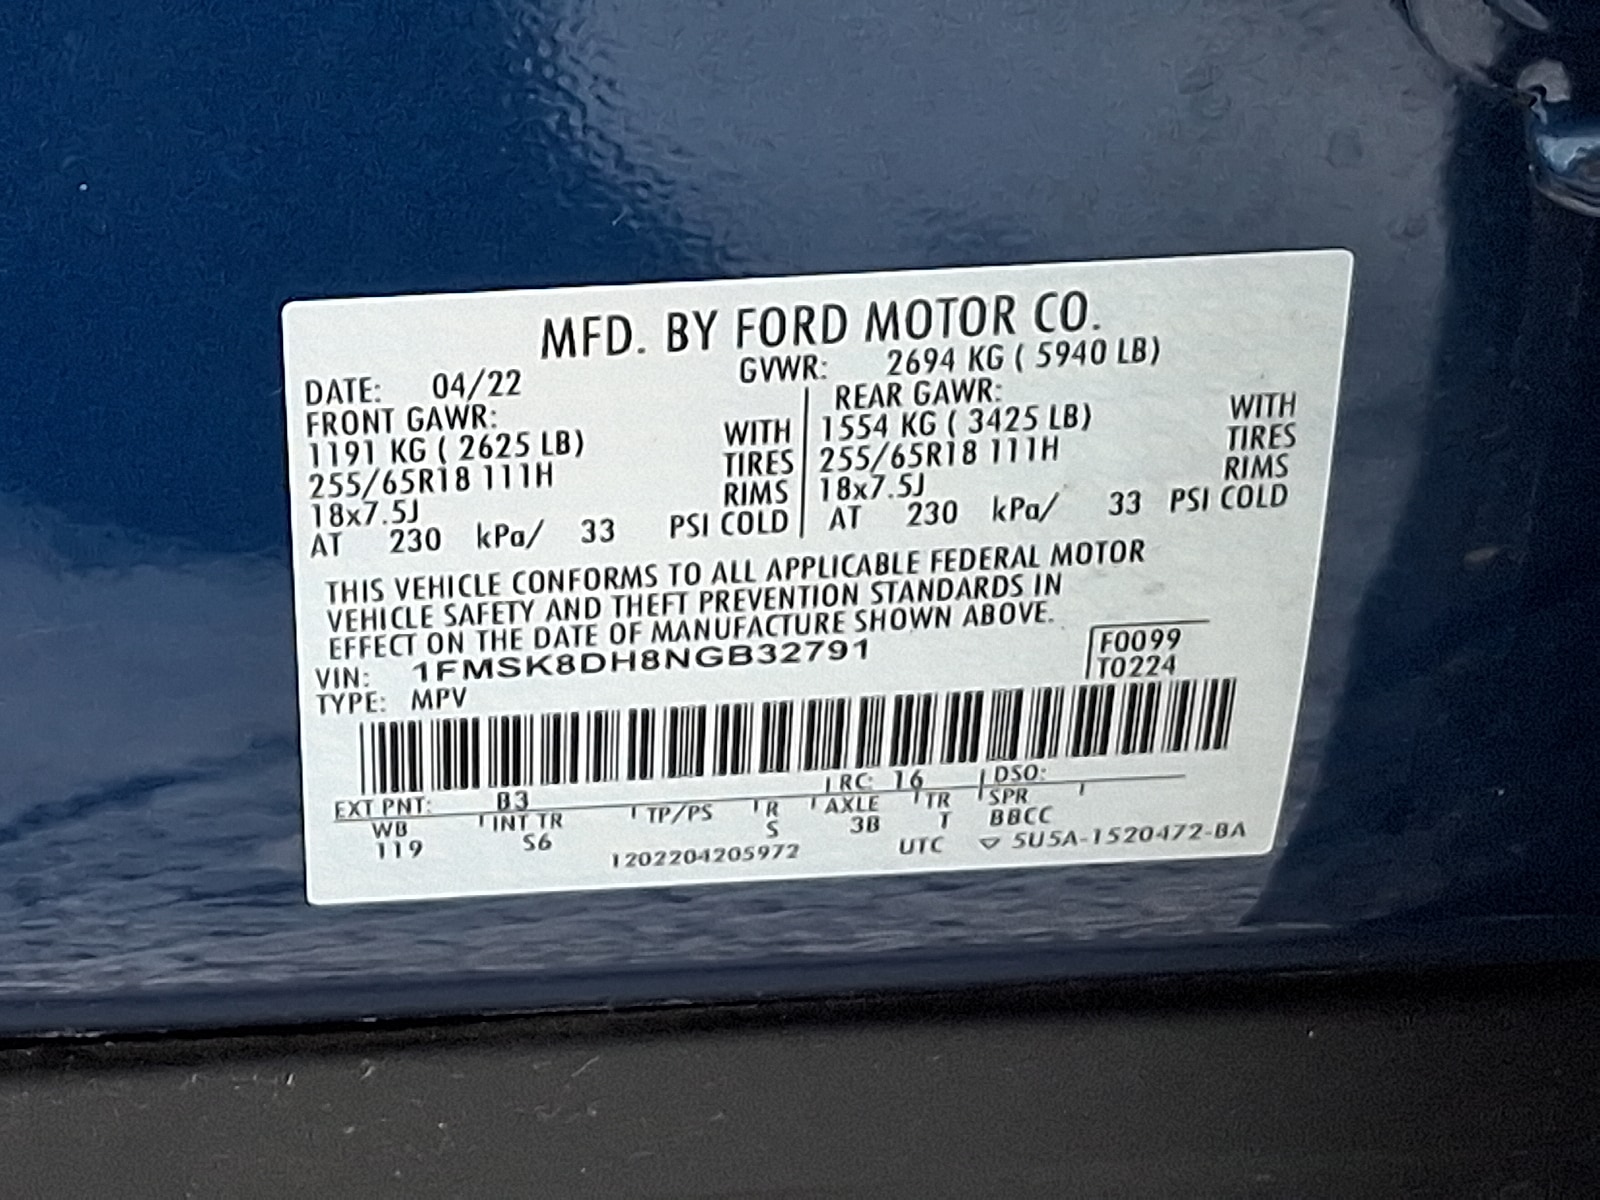 MFD. BY FORD MOTOR CO.
DATE: 04/22 GVWR: 2694 KG ( 5940 LB)
FRONT GAWR: REAR GAWR:
1191 KG ( 2625 LB) WITH 1554 KG ( 3425 LB) WITH
255/65R18 111H TIRES 255/65R18 111H TIRES
18x7.5J RIMS 18x7.5J RIMS
AT 230 kPa/ 33 PSI COLD AT 230 kPa/ 33 PSI COLD
THIS VEHICLE CONFORMS TO ALL APPLICABLE FEDERAL MOTOR
VEHICLE SAFETY AND THEFT PREVENTION STANDARDS IN
EFFECT ON THE DATE OF MANUFACTURE SHOWN ABOVE.
VIN: 1FMSK8DH8NGB32791 F0099
TYPE: MPV T0224
EXT PNT: B3 RC: 16 DSO:
WB INT TR TP/PS R AXLE TR SPR
119 S6 S 3B T BBCC
1202204205972 UTC ▽ 5U5A-1520472-BA